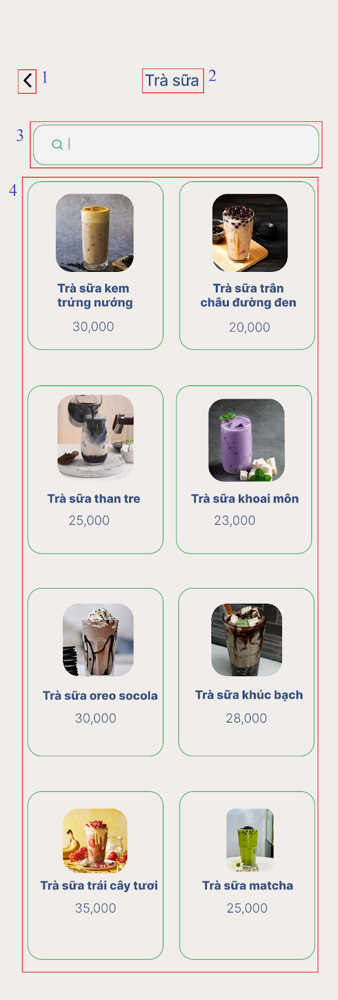 1
Trà sữa 2
3
4
Trà sữa kem
trứng nướng
30,000
Trà sữa trân
châu đường đen
20,000
Trà sữa than tre
25,000
Trà sữa khoai môn
23,000
Trà sữa oreo socola
30,000
Trà sữa khúc bạch
28,000
Trà sữa trái cây tươi
35,000
Trà sữa matcha
25,000